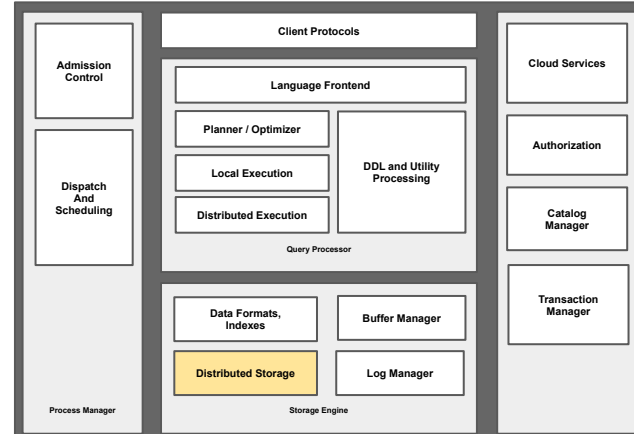 Admission
Control
Dispatch
And
Scheduling
Process Manager
Client Protocols
Language Frontend
Planner / Optimizer
Local Execution
Distributed Execution
DDL and Utility
Processing
Query Processor
Data Formats,
Indexes
Buffer Manager
Distributed Storage
Log Manager
Storage Engine
Cloud Services
Authorization
Catalog
Manager
Transaction
Manager